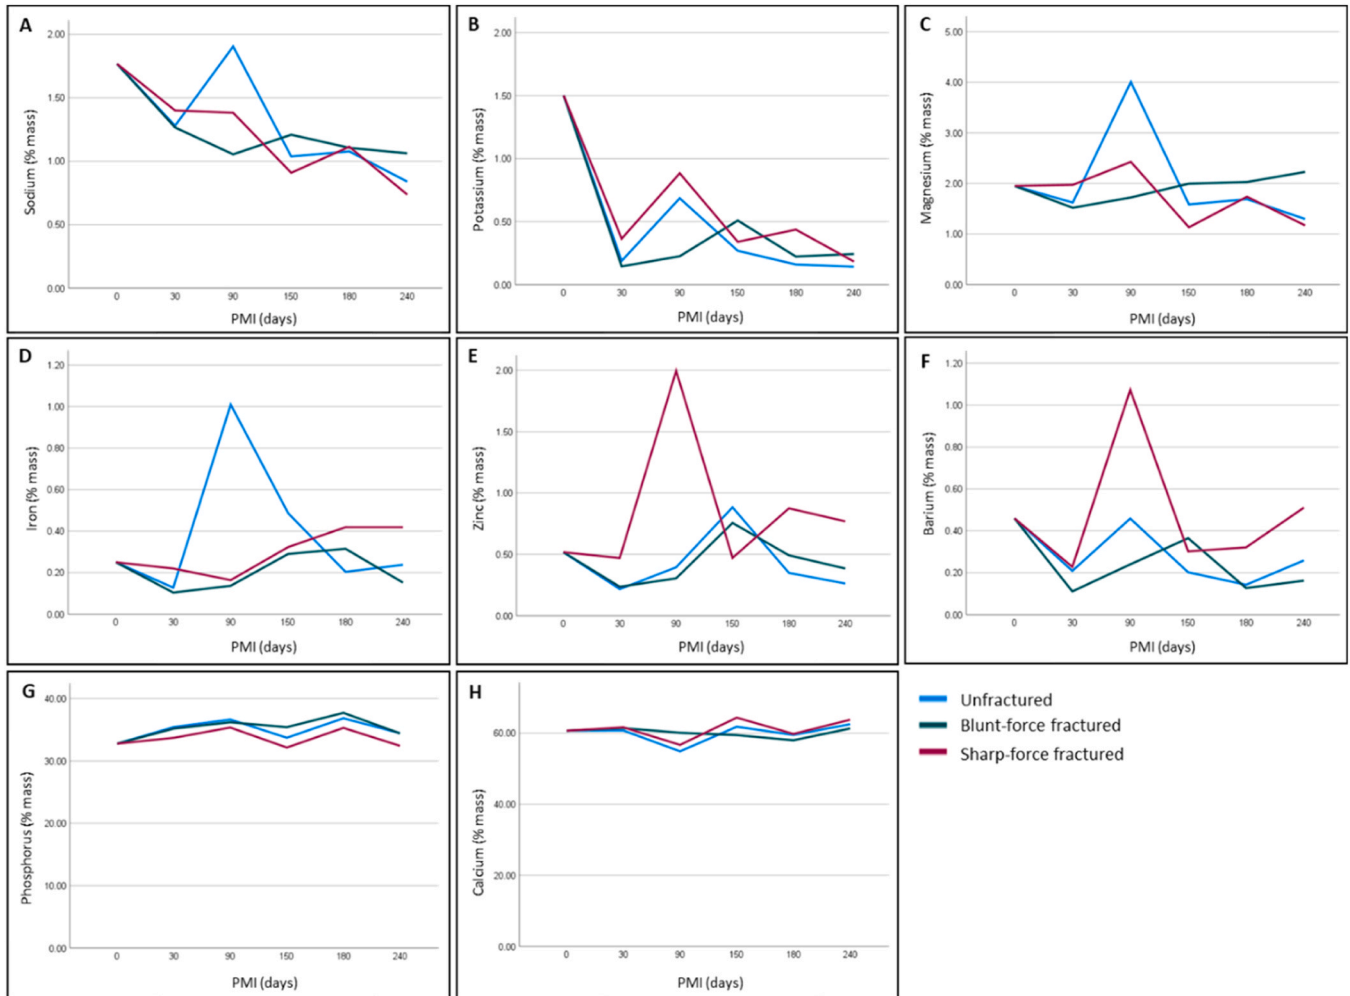 A
Sodium (% mass)
2.00
1.50
1.00
0.50
0.00
0 30 90 150 180 240
PMI (days)
B
Potassium (% mass)
2.00
1.50
1.00
0.50
0.00
0 30 90 150 180 240
PMI (days)
C
Magnesium (% mass)
5.00
4.00
3.00
2.00
1.00
0.00
0 30 90 150 180 240
PMI (days)
D
Iron (% mass)
1.20
1.00
0.80
0.60
0.40
0.20
0.00
0 30 90 150 180 240
PMI (days)
E
Zinc (% mass)
2.00
1.50
1.00
0.50
0.00
0 30 90 150 180 240
PMI (days)
F
Barium (% mass)
1.20
1.00
0.80
0.60
0.40
0.20
0.00
0 30 90 150 180 240
PMI (days)
G
Phosphorus (% mass)
40.00
30.00
20.00
10.00
0.00
0 30 90 150 180 240
PMI (days)
H
Calcium (% mass)
60.00
40.00
20.00
0.00
0 30 90 150 180 240
PMI (days)
Unfractured
Blunt-force fractured
Sharp-force fractured